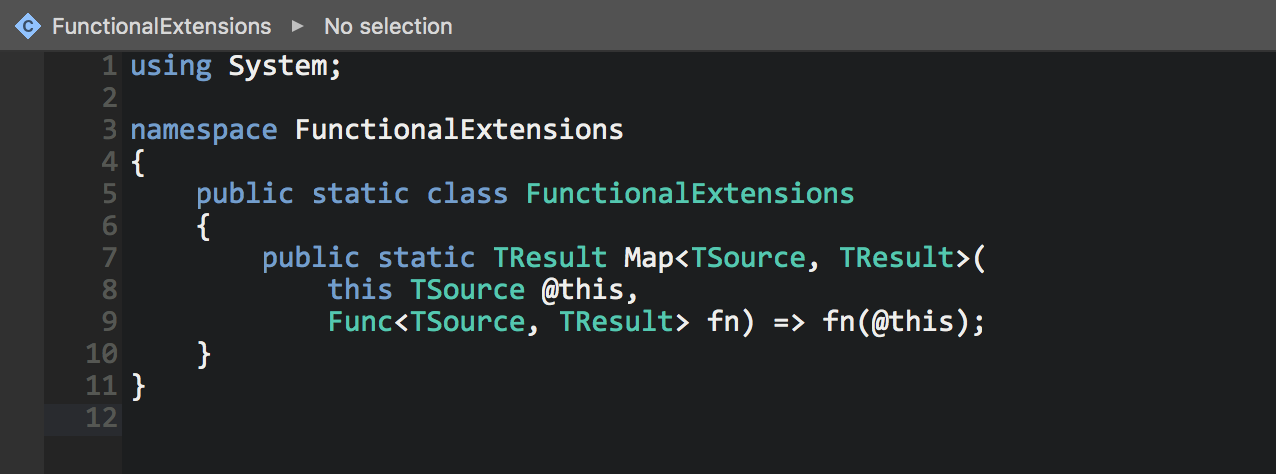 C FunctionalExtensions ▶ No selection
1 using System;
2
3 namespace FunctionalExtensions
4 {
5     public static class FunctionalExtensions
6     {
7         public static TResult Map<TSource, TResult>(
8             this TSource @this,
9             Func<TSource, TResult> fn) => fn(@this);
10     }
11 }
12